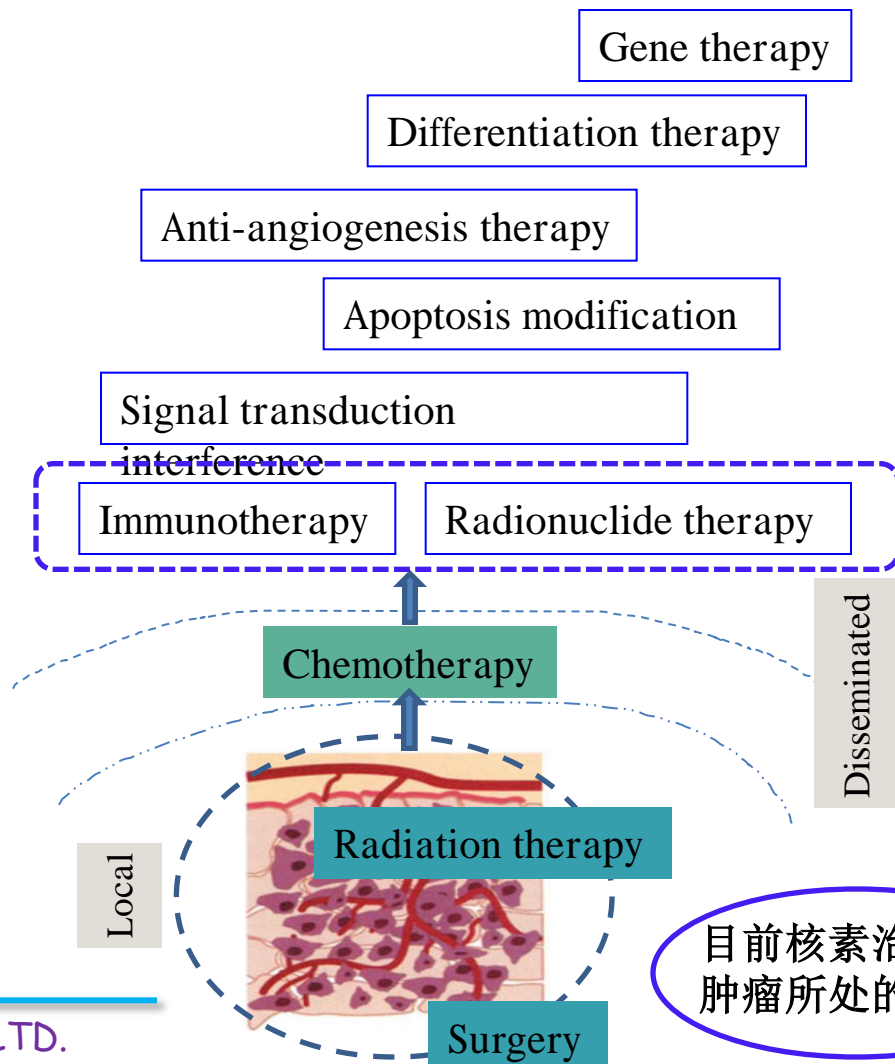 Gene therapy
Differentiation therapy
Anti-angiogenesis therapy
Apoptosis modification
Signal transduction
interference
Immunotherapy
Radionuclide therapy
Disseminated
Chemotherapy
Radiation therapy
Local
目前核素治
肿瘤所处的
Surgery
LTD.